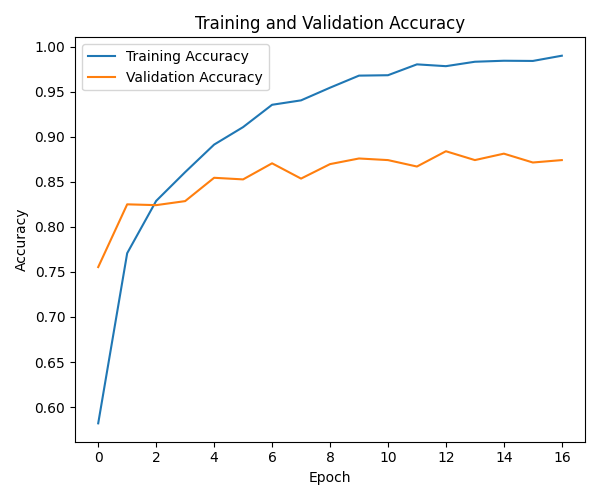 Training and Validation Accuracy
Training Accuracy
Validation Accuracy
1.00
0.95
0.90
0.85
0.80
0.75
0.70
0.65
0.60
Accuracy
0 2 4 6 8 10 12 14 16
Epoch